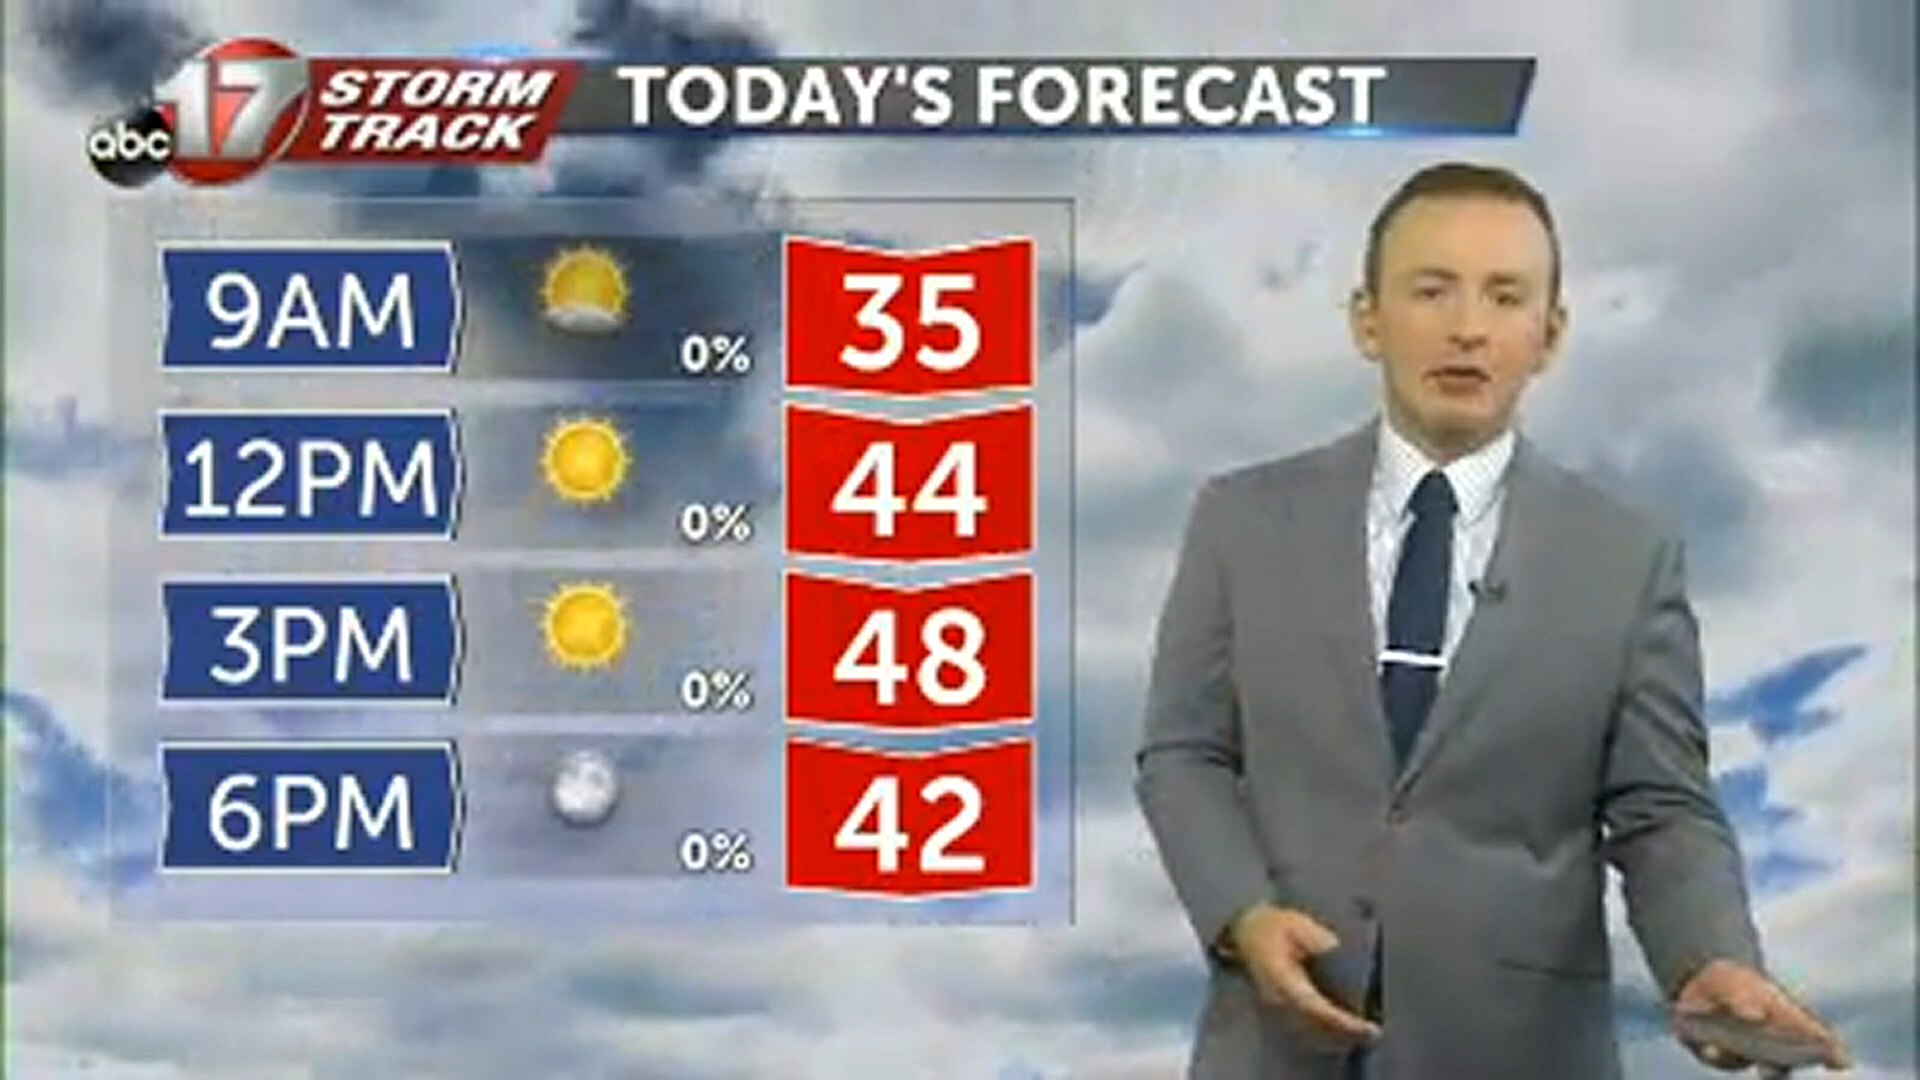 abc 17 STORM TRACK
TODAY'S FORECAST
9AM 0% 35
12PM 0% 44
3PM 0% 48
6PM 0% 42